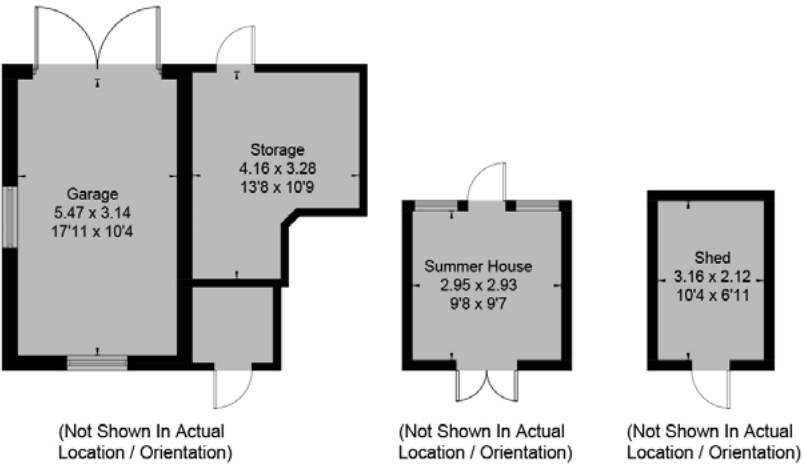 Garage
5.47 x 3.14
17'11 x 10'4
Storage
4.16 x 3.28
13'8 x 10'9
Summer House
2.95 x 2.93
9'8 x 9'7
Shed
3.16 x 2.12
10'4 x 6'11
(Not Shown In Actual
Location / Orientation)
(Not Shown In Actual
Location / Orientation)
(Not Shown In Actual
Location / Orientation)